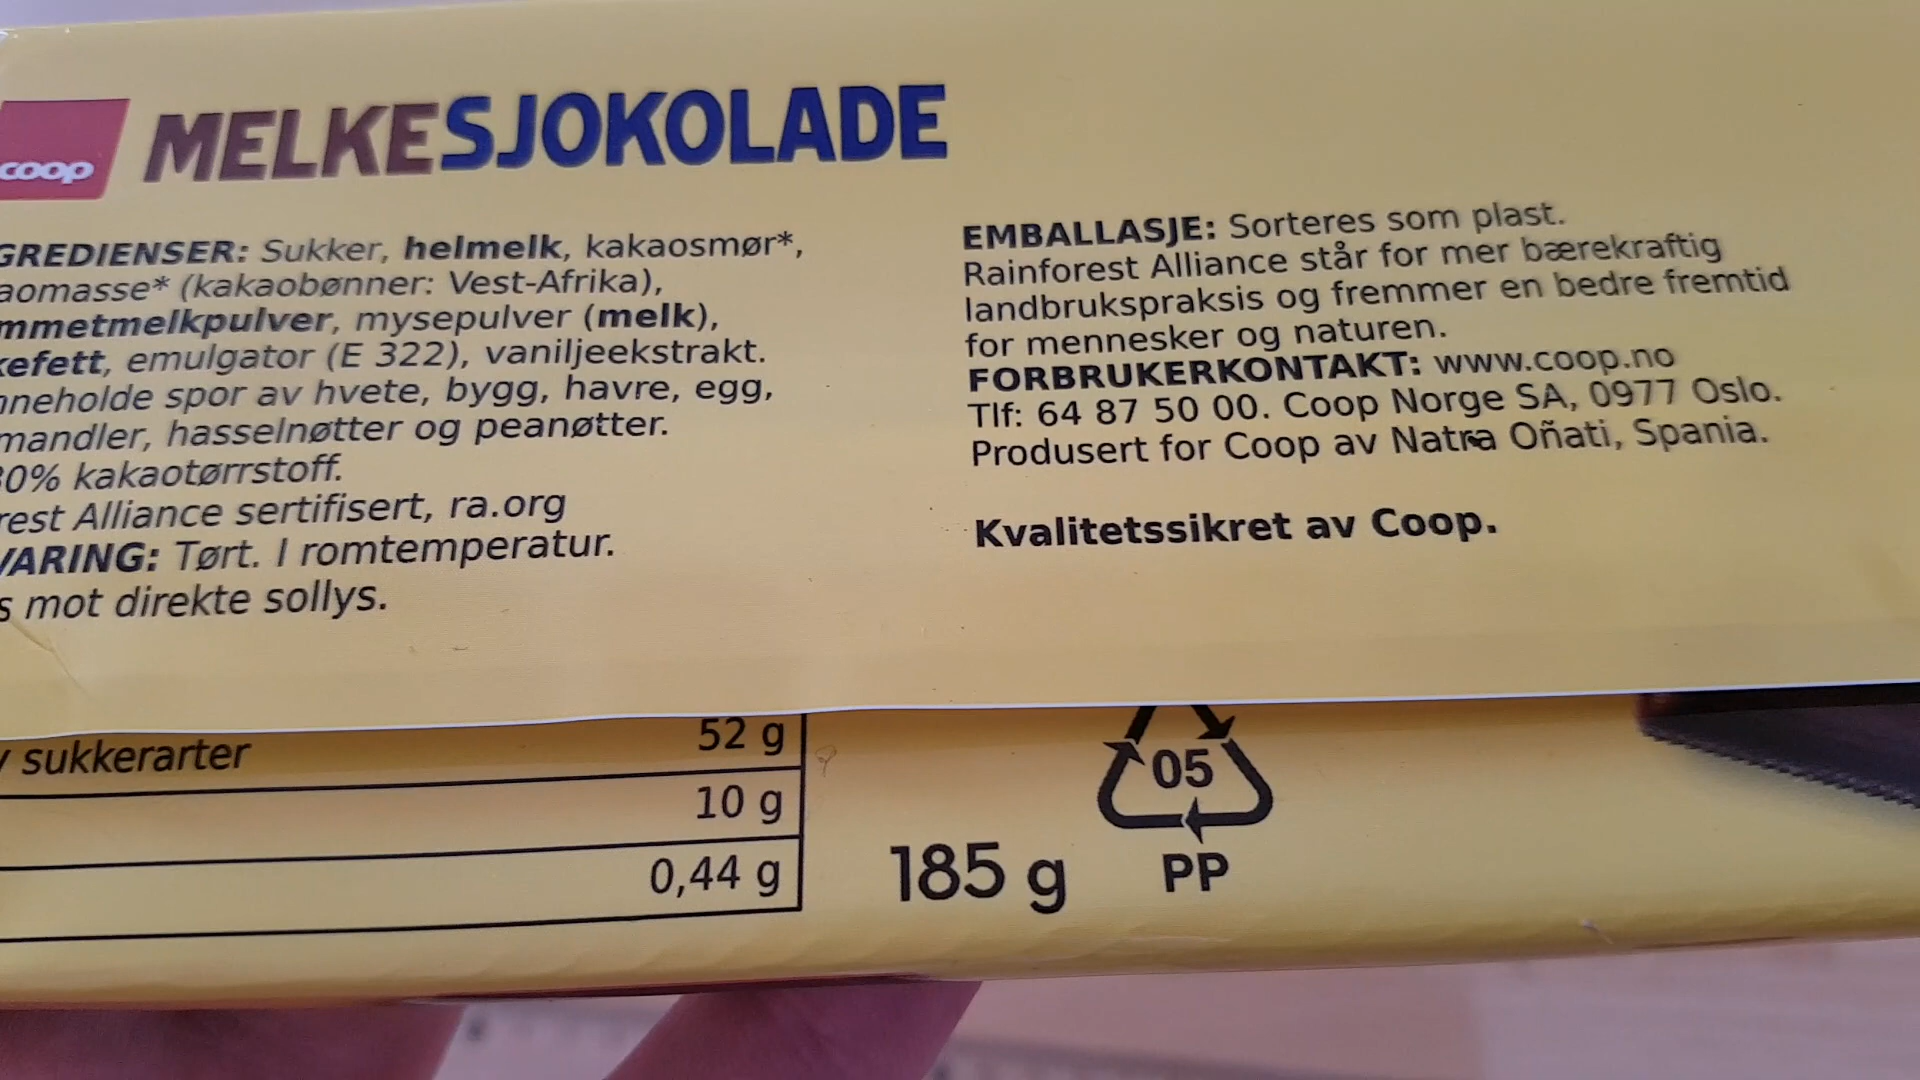 coop MELKESJOKOLADE
GREDIENSER: Sukker, helmelk, kakaosmør*,
aomasse* (kakaobønner: Vest-Afrika),
mmetmelkpulver, mysepulver (melk),
kefett, emulgator (E 322), vaniljeekstrakt.
nneholde spor av hvete, bygg, havre, egg,
mandler, hasselnøtter og peanøtter.
30% kakaotørrstoff.
rest Alliance sertifisert, ra.org
VARING: Tørt. I romtemperatur.
s mot direkte sollys.
EMBALLASJE: Sorteres som plast.
Rainforest Alliance står for mer bærekraftig
landbrukspraksis og fremmer en bedre fremtid
for mennesker og naturen.
FORBRUKERKONTAKT: www.coop.no
Tlf: 64 87 50 00. Coop Norge SA, 0977 Oslo.
Produsert for Coop av Natra Oñati, Spania.
Kvalitetssikret av Coop.
v sukkerarter 52 g
10 g
0,44 g
185 g
05
PP